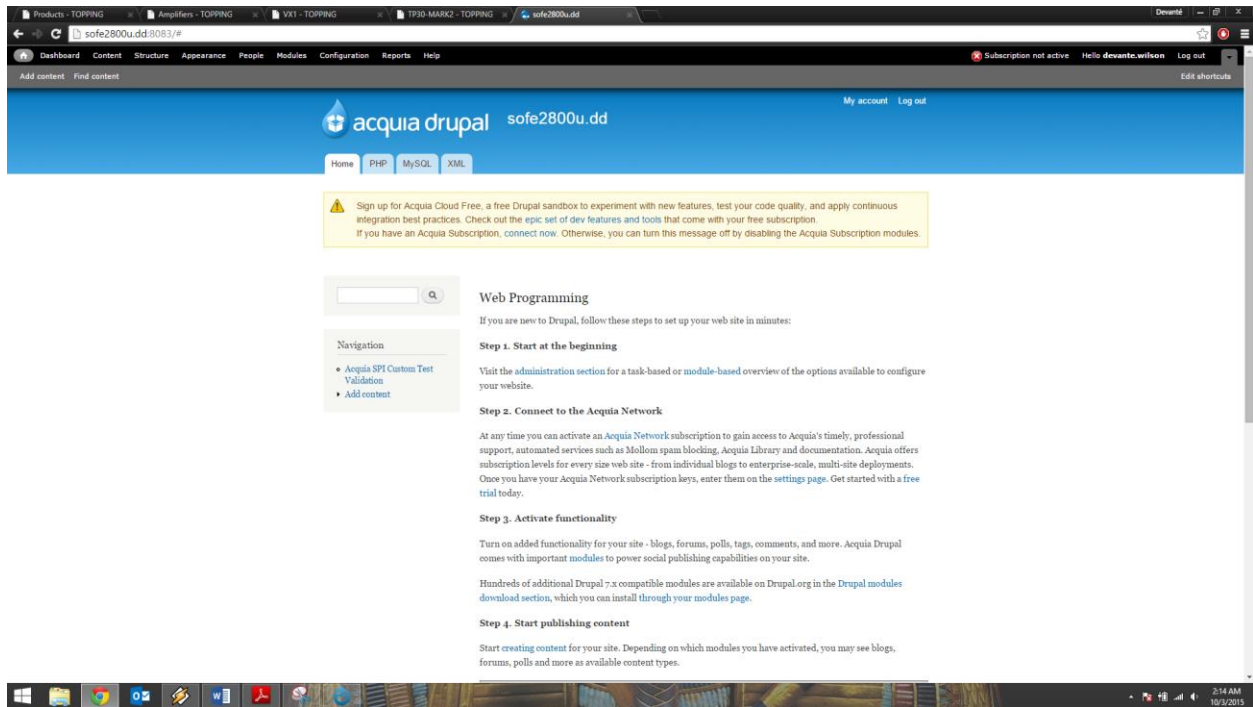 Products - TOPPING
Amplifiers - TOPPING
VX1 - TOPPING
TP30-MARK2 - TOPPING
sofe2800u.dd
Devanté
sofe2800u.dd:8083/#
Dashboard Content Structure Appearance People Modules Configuration Reports Help
Subscription not active Hello devante.wilson Log out
Add content Find content
Edit shortcuts
My account Log out
acquia drupal sofe2800u.dd
Home PHP MySQL XML
Sign up for Acquia Cloud Free, a free Drupal sandbox to experiment with new features, test your code quality, and apply continuous
integration best practices. Check out the epic set of dev features and tools that come with your free subscription.
If you have an Acquia Subscription, connect now. Otherwise, you can turn this message off by disabling the Acquia Subscription modules.
Navigation
Acquia SPI Custom Test
Validation
Add content
Web Programming
If you are new to Drupal, follow these steps to set up your web site in minutes:
Step 1. Start at the beginning
Visit the administration section for a task-based or module-based overview of the options available to configure
your website.
Step 2. Connect to the Acquia Network
At any time you can activate an Acquia Network subscription to gain access to Acquia's timely, professional
support, automated services such as Mollom spam blocking, Acquia Library and documentation. Acquia offers
subscription levels for every size web site - from individual blogs to enterprise-scale, multi-site deployments.
Once you have your Acquia Network subscription keys, enter them on the settings page. Get started with a free
trial today.
Step 3. Activate functionality
Turn on added functionality for your site - blogs, forums, polls, tags, comments, and more. Acquia Drupal
comes with important modules to power social publishing capabilities on your site.
Hundreds of additional Drupal 7.x compatible modules are available on Drupal.org in the Drupal modules
download section, which you can install through your modules page.
Step 4. Start publishing content
Start creating content for your site. Depending on which modules you have activated, you may see blogs,
forums, polls and more as available content types.
2:14 AM
10/3/2015